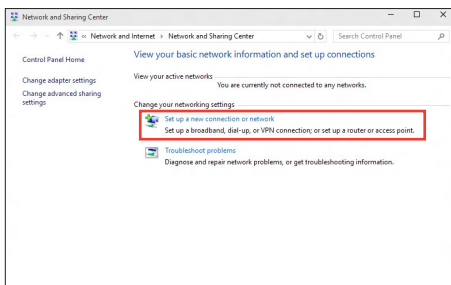 Network and Sharing Center
« Network and Internet › Network and Sharing Center
Search Control Panel
Control Panel Home
Change adapter settings
Change advanced sharing
settings
View your basic network information and set up connections
View your active networks
You are currently not connected to any networks.
Change your networking settings
Set up a new connection or network
Set up a broadband, dial-up, or VPN connection; or set up a router or access point.
Troubleshoot problems
Diagnose and repair network problems, or get troubleshooting information.